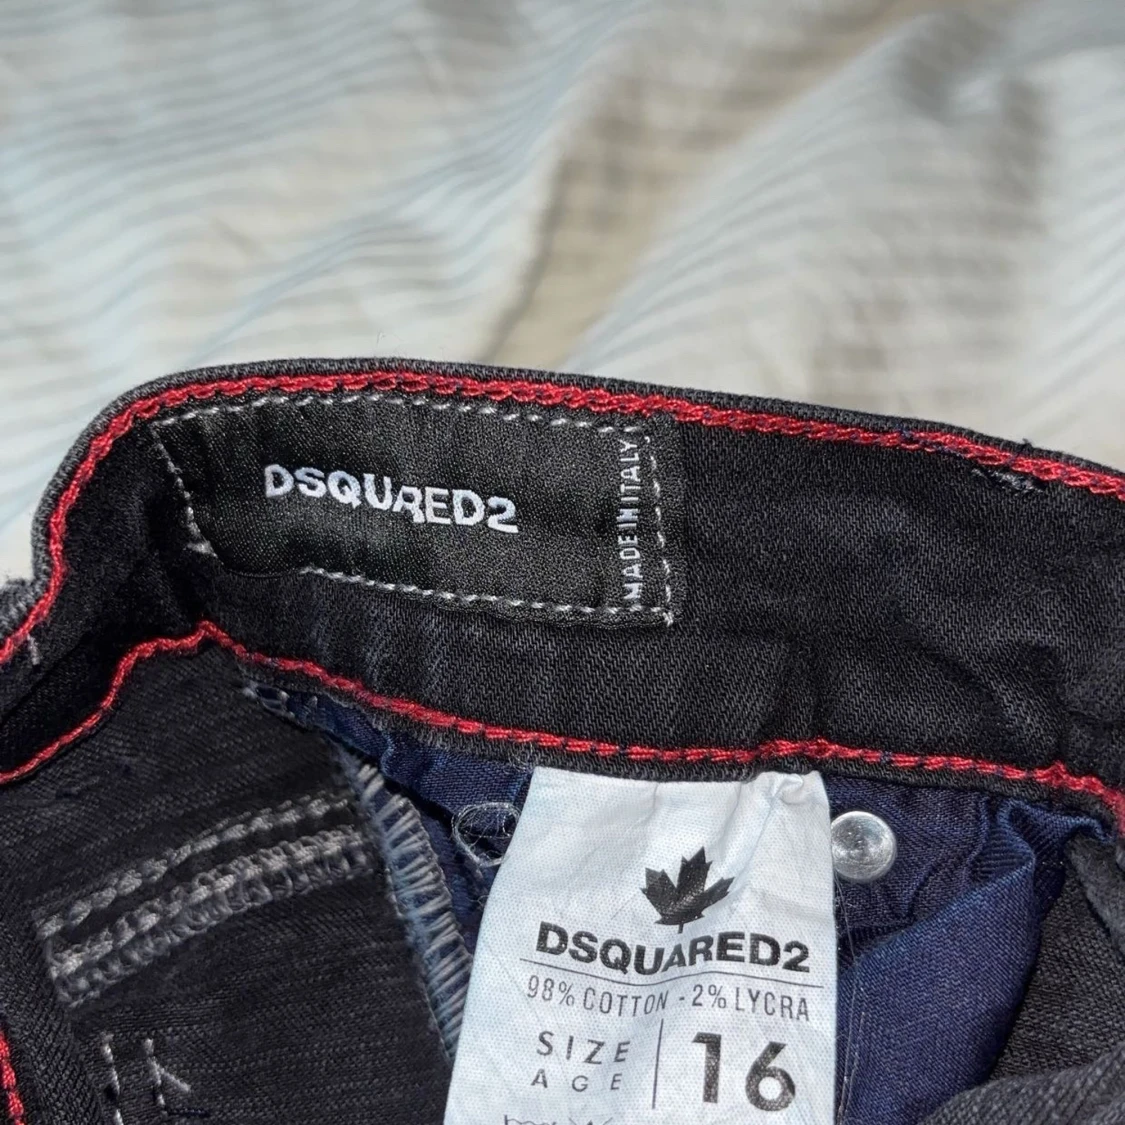 DSQUARED2
MADE IN ITALY
DSQUARED2
98% COTTON - 2% LYCRA
SIZE
AGE
16